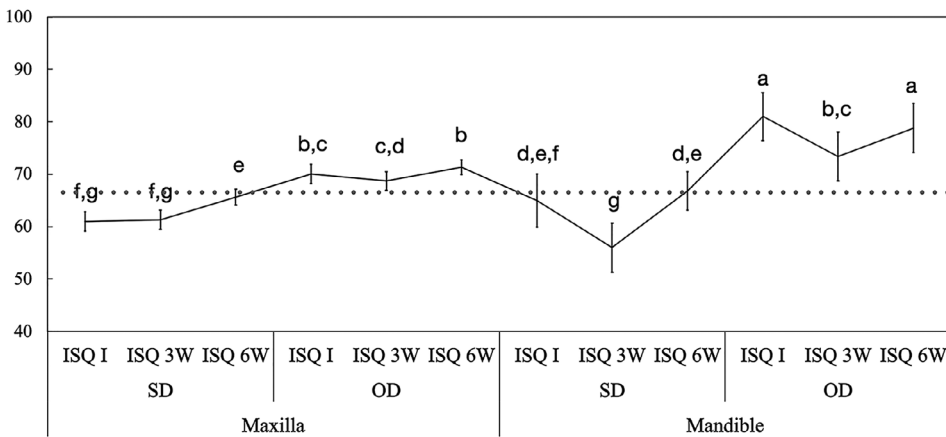 100
90
80
70
60
50
40
f,g
f,g
e
b,c
c,d
b
d,e,f
g
d,e
a
b,c
a
ISQ I ISQ 3W ISQ 6W ISQ I ISQ 3W ISQ 6W ISQ I ISQ 3W ISQ 6W ISQ I ISQ 3W ISQ 6W
SD OD SD OD
Maxilla Mandible